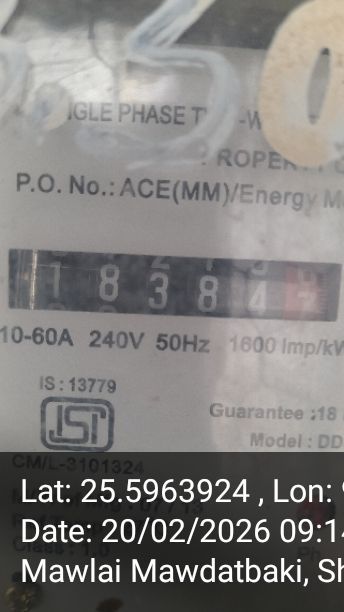 IGLE PHASE T
ROPER
P.O. No.: ACE(MM)/Energy M
1 8 3 8 4 7
10-60A 240V 50Hz 1600 Imp/kW
IS : 13779
ISI
Guarantee :18
Model : DD
CM/L-3101324
Lat: 25.5963924 , Lon:
Date: 20/02/2026 09:14
Mawlai Mawdatbaki, Sh